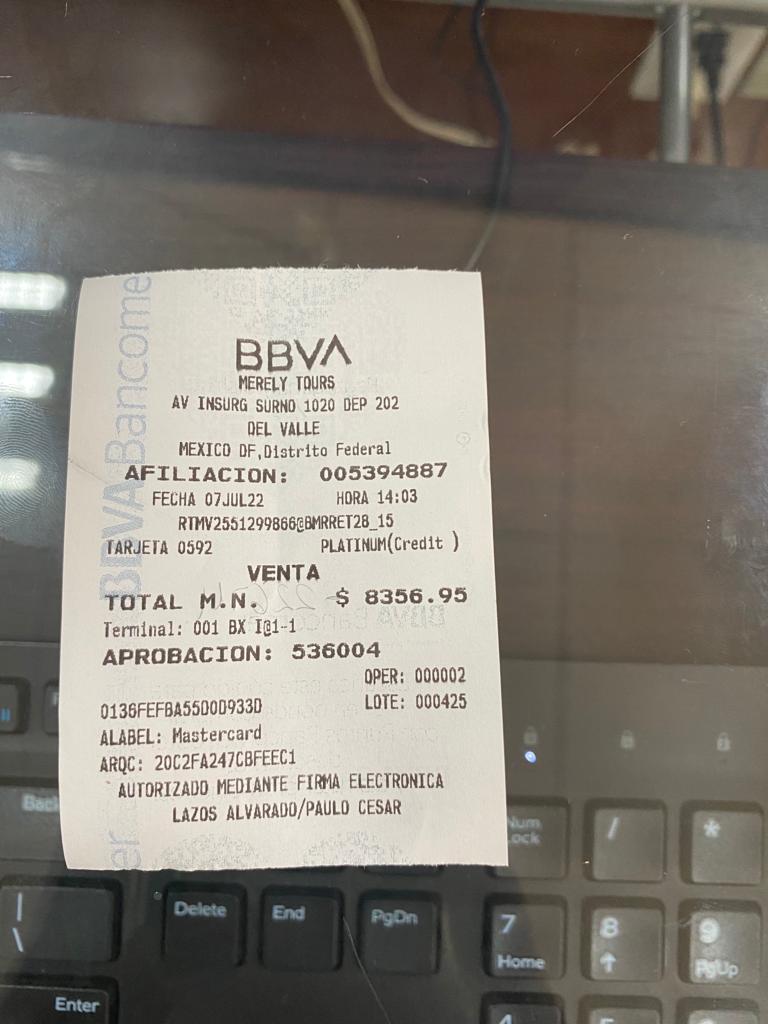 BBVA
MERELY TOURS
AV INSURG SURNO 1020 DEP 202
DEL VALLE
MEXICO DF,Distrito Federal
AFILIACION: 005394887
FECHA 07JUL22 HORA 14:03
RTMV2551299866@BMRRET28_15
TARJETA 0592 PLATINUM(Credit )
VENTA
TOTAL M.N. $ 8356.95
Terminal: 001 BX I@1-1
APROBACION: 536004
OPER: 000002
0136FEFBA55D0D933D LOTE: 000425
ALABEL: Mastercard
ARQC: 20C2FA247CBFEEC1
AUTORIZADO MEDIANTE FIRMA ELECTRONICA
LAZOS ALVARADO/PAULO CESAR
BBVA Bancomer
Num
Lock
/
*
|
\
Delete
End
PgDn
7
Home
8
↑
9
PgUp
Enter